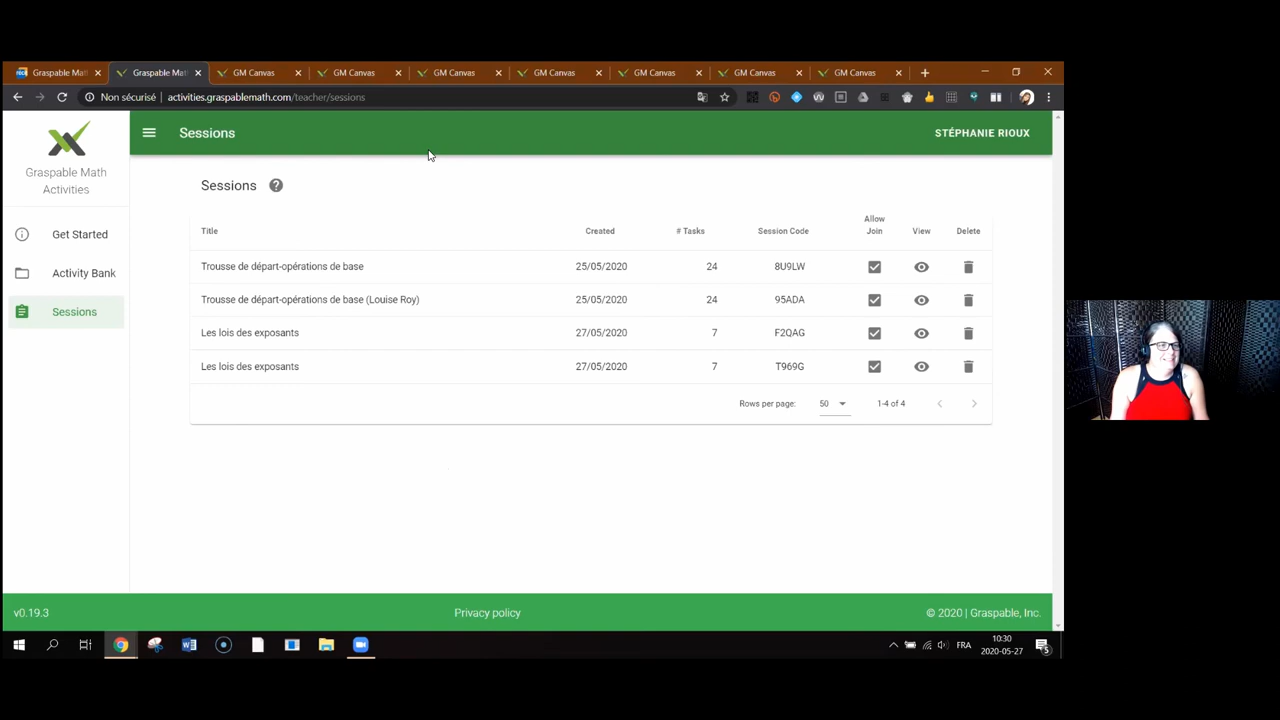 Graspable Mat
Graspable Mat
GM Canvas
GM Canvas
GM Canvas
GM Canvas
GM Canvas
GM Canvas
GM Canvas
Non sécurisé
activities.graspablemath.com/teacher/sessions
Graspable Math
Activities
Get Started
Activity Bank
Sessions
Sessions
STÉPHANIE RIOUX
Sessions
Title Created # Tasks Session Code Allow Join View Delete
Trousse de départ-opérations de base 25/05/2020 24 8U9LW
Trousse de départ-opérations de base (Louise Roy) 25/05/2020 24 95ADA
Les lois des exposants 27/05/2020 7 F2QAG
Les lois des exposants 27/05/2020 7 T969G
Rows per page: 50 1-4 of 4
v0.19.3 Privacy policy © 2020 | Graspable, Inc.
FRA
10:30
2020-05-27
5